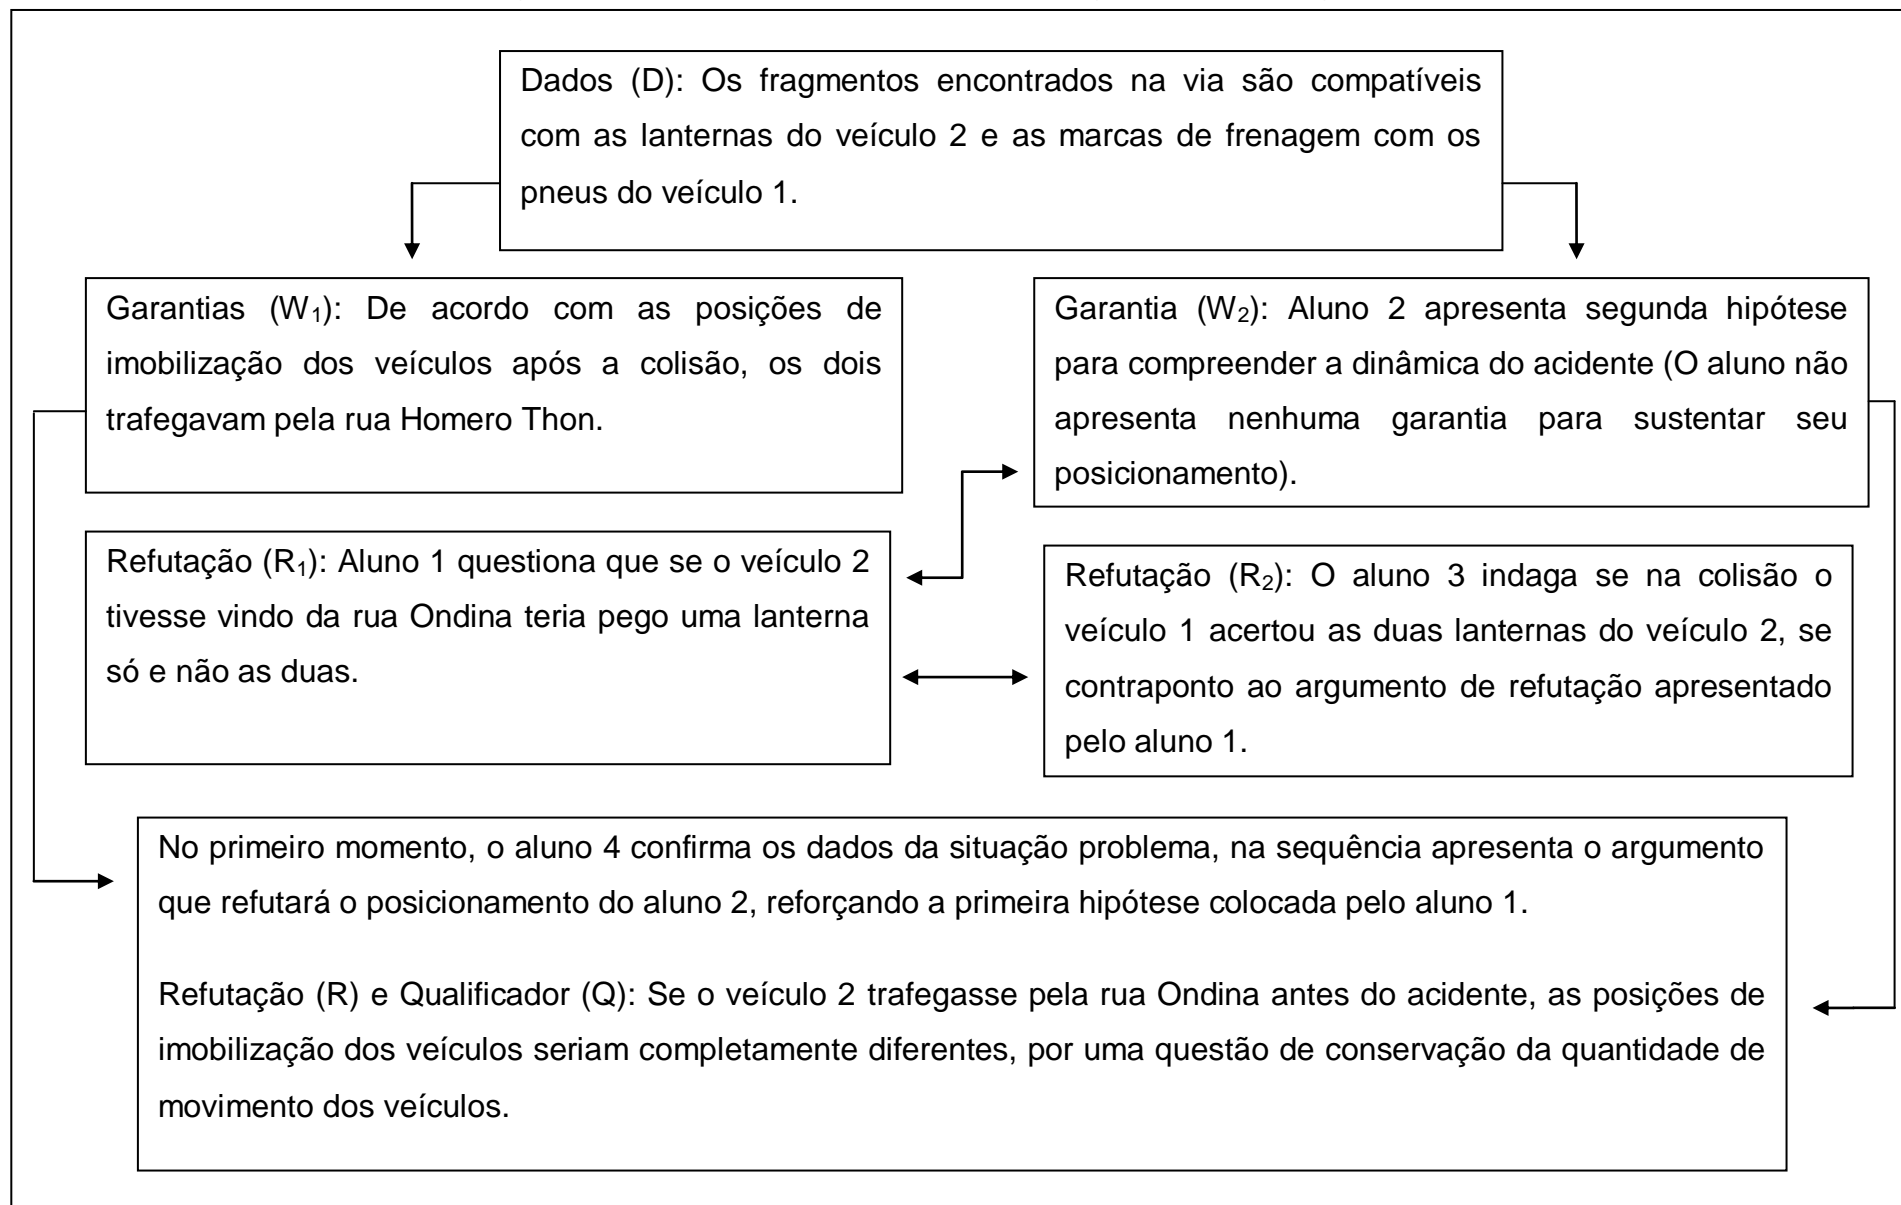 Dados (D): Os fragmentos encontrados na via são compatíveis
com as lanternas do veículo 2 e as marcas de frenagem com os
pneus do veículo 1.
Garantias (W₁): De acordo com as posições de
imobilização dos veículos após a colisão, os dois
trafegavam pela rua Homero Thon.
Garantia (W₂): Aluno 2 apresenta segunda hipótese
para compreender a dinâmica do acidente (O aluno não
apresenta nenhuma garantia para sustentar seu
posicionamento).
Refutação (R₁): Aluno 1 questiona que se o veículo 2
tivesse vindo da rua Ondina teria pego uma lanterna
só e não as duas.
Refutação (R₂): O aluno 3 indaga se na colisão o
veículo 1 acertou as duas lanternas do veículo 2, se
contraponto ao argumento de refutação apresentado
pelo aluno 1.
No primeiro momento, o aluno 4 confirma os dados da situação problema, na sequência apresenta o argumento
que refutará o posicionamento do aluno 2, reforçando a primeira hipótese colocada pelo aluno 1.
Refutação (R) e Qualificador (Q): Se o veículo 2 trafegasse pela rua Ondina antes do acidente, as posições de
imobilização dos veículos seriam completamente diferentes, por uma questão de conservação da quantidade de
movimento dos veículos.